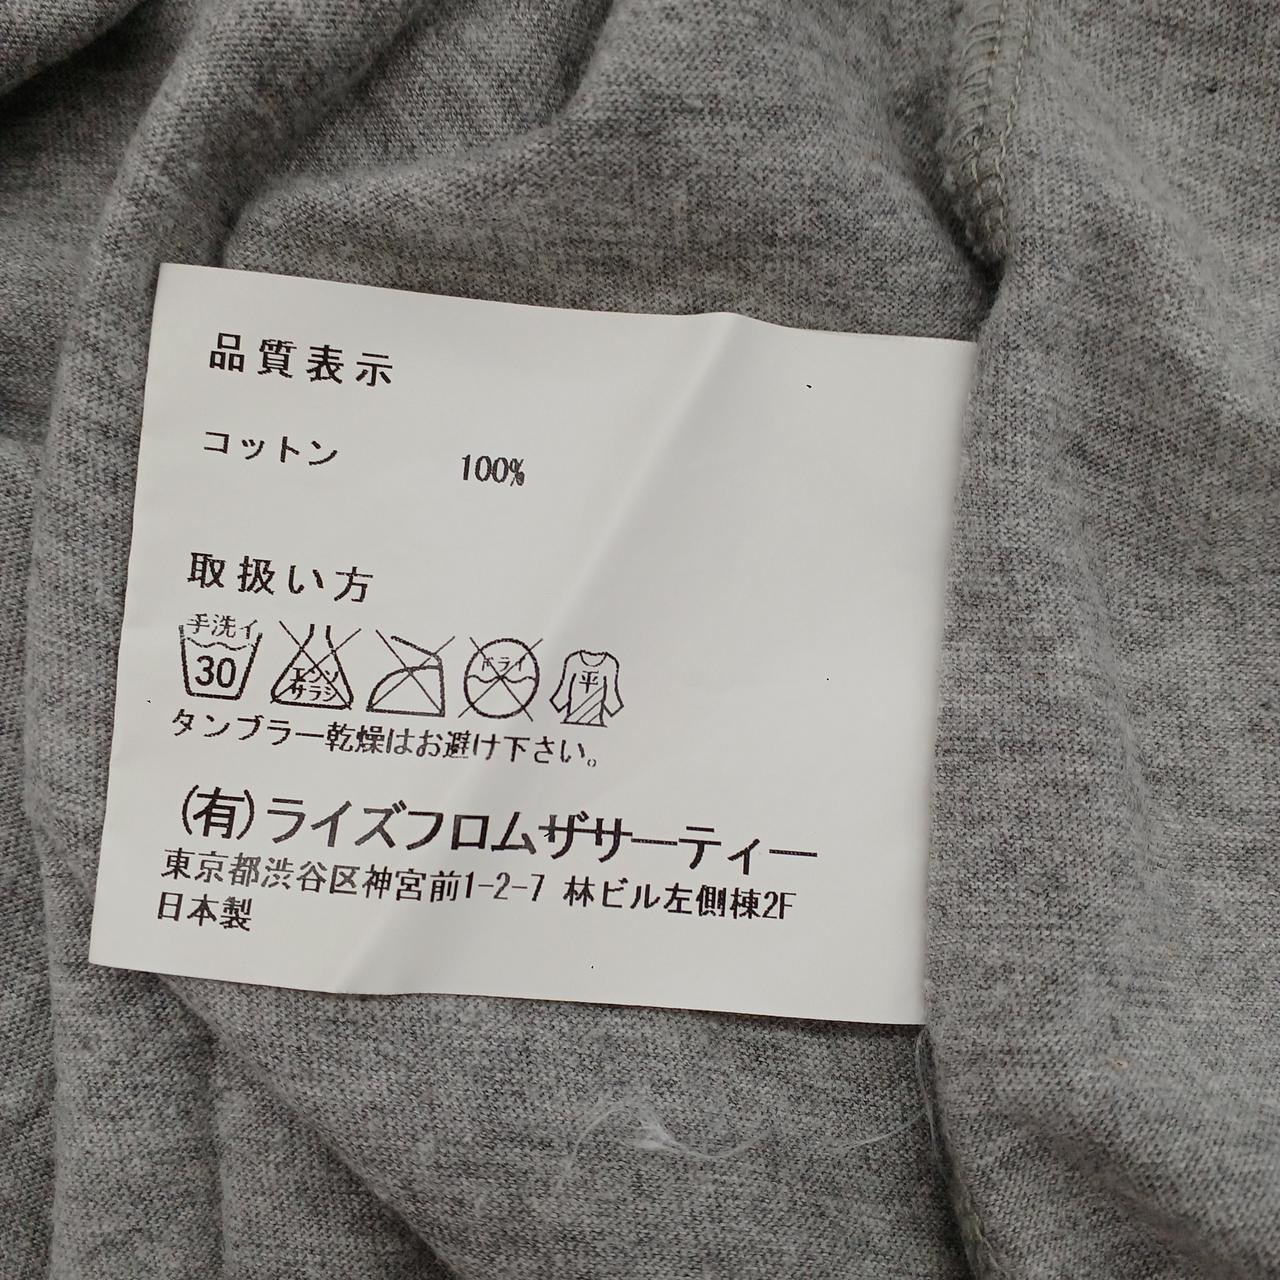 品質表示
コットン 100%
取扱い方
手洗イ 30 エンソサラシ ドライ 平
タンブラー乾燥はお避け下さい。
(有)ライズフロムザサーティー
東京都渋谷区神宮前1-2-7 林ビル左側棟2F
日本製